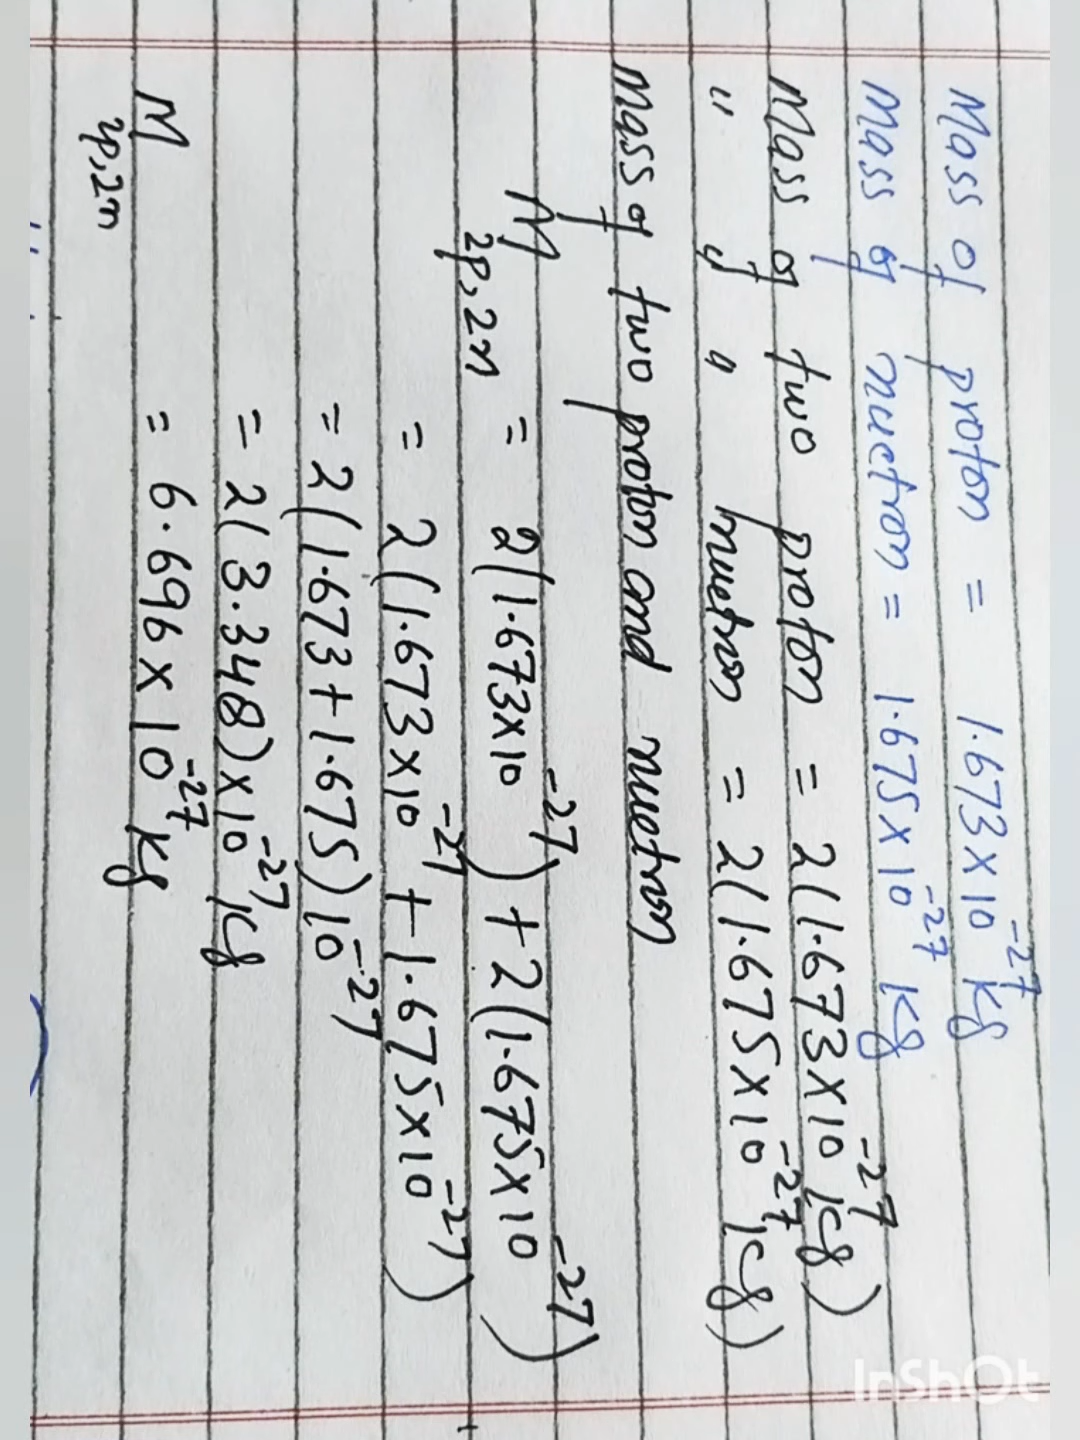 Mass of proton = 1.673 × 10⁻²⁷ kg
Mass of nuetron = 1.675 × 10⁻²⁷ kg
Mass of two proton = 2(1.673 × 10⁻²⁷ kg)
" " " nuetron = 2(1.675 × 10⁻²⁷ kg)
Mass of two proton and nuetron
M2p,2n = 2(1.673 × 10⁻²⁷) + 2(1.675 × 10⁻²⁷)
= 2(1.673 × 10⁻²⁷ + 1.675 × 10⁻²⁷)
= 2(1.673 + 1.675)10⁻²⁷
= 2(3.348) × 10⁻²⁷ kg
M2p,2n = 6.696 × 10⁻²⁷ kg
InShOt